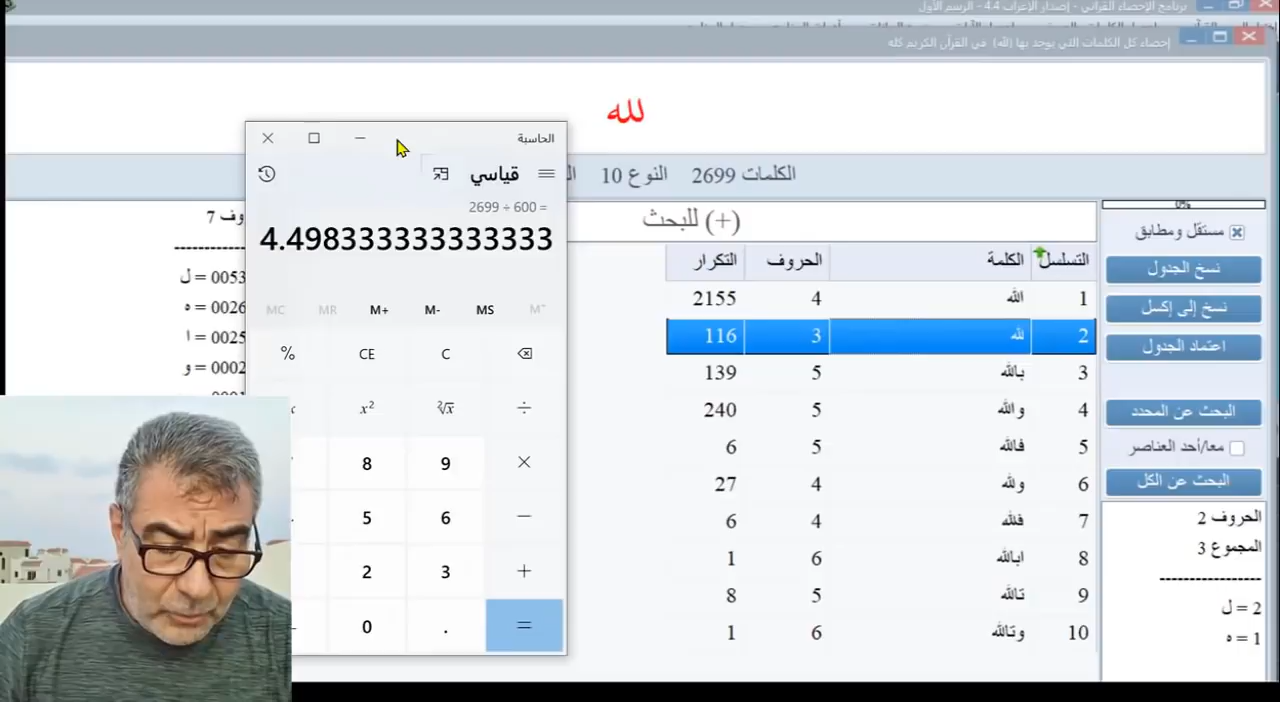 برنامج الإحصاء القرآني - إصدار الإعراب 4.4 - الرسم الأول
إحصاء كل الكلمات التي يوجد بها (لله) في القرآن الكريم كله
لله
الكلمات 2699 النوع 10
(+) للبحث
التسلسل الكلمة الحروف التكرار
1 الله 4 2155
2 لله 3 116
3 بالله 5 139
4 والله 5 240
5 فالله 5 6
6 ولله 4 27
7 فلله 4 6
8 ابالله 6 1
9 تالله 5 8
10 وتالله 6 1
0%
مستقل ومطابق
نسخ الجدول
نسخ إلى إكسل
اعتماد الجدول
البحث عن المحدد
معا/أحد العناصر
البحث عن الكل
الحروف 2
المجموع 3
-----------------
ل = 2
ه = 1
الحاسبة
قياسي
2699 ÷ 600 =
4.498333333333333
MC MR M+ M- MS M˅
% CE C ⌫
x² ²√x ÷
8 9 ×
5 6 −
2 3 +
0 . =
وف 7
------------
ل = 0053
ه = 0026
ا = 0025
و = 0002